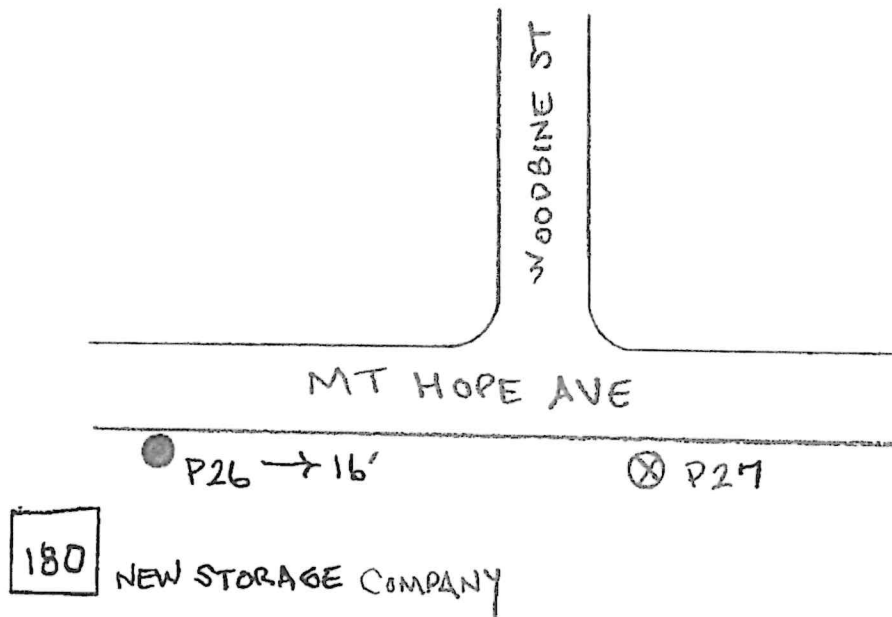 WOODBINE ST
MT HOPE AVE
P26 → 16'
P27
180
NEW STORAGE COMPANY